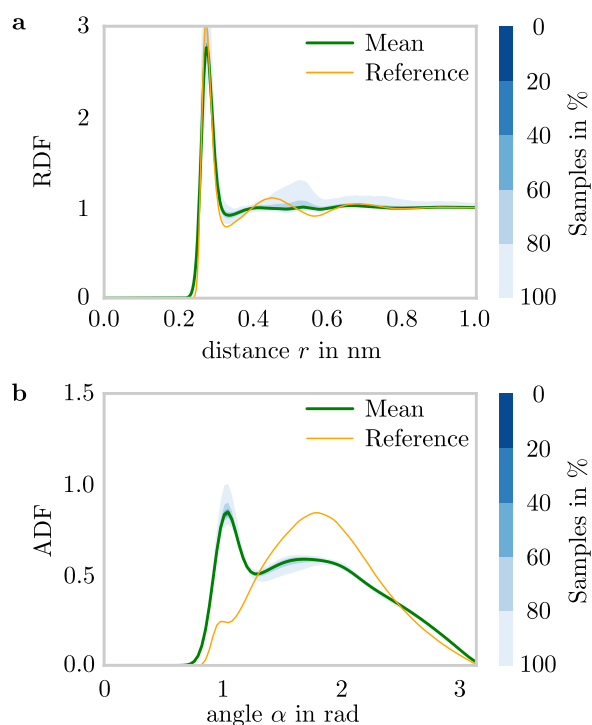 a
3
2
1
0
RDF
0.0
0.2
0.4
0.6
0.8
1.0
distance r in nm
Mean
Reference
0
20
40
60
80
100
Samples in %
b
1.5
1.0
0.5
0.0
ADF
0
1
2
3
angle α in rad
Mean
Reference
0
20
40
60
80
100
Samples in %